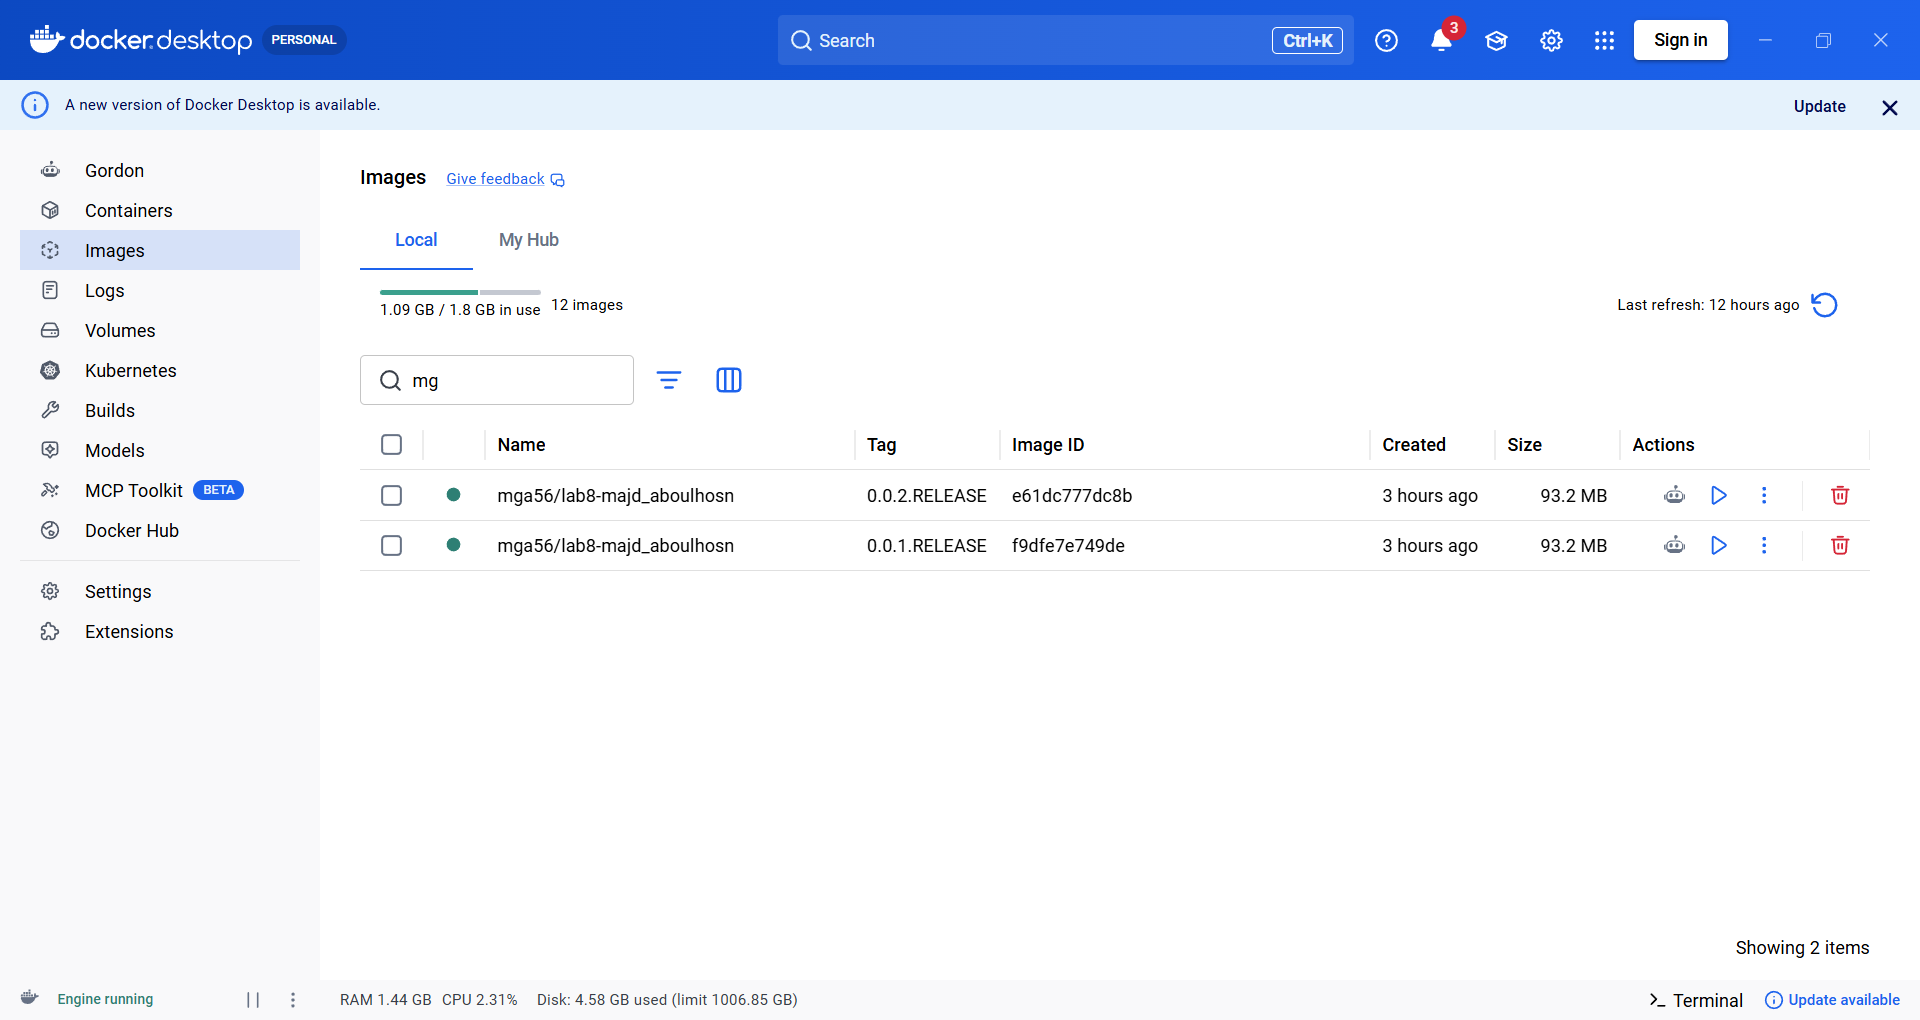 docker.desktop PERSONAL Search Ctrl+K 3 Sign in
A new version of Docker Desktop is available. Update
Gordon
Containers
Images
Logs
Volumes
Kubernetes
Builds
Models
MCP Toolkit BETA
Docker Hub
Settings
Extensions
Images Give feedback
Local My Hub
1.09 GB / 1.8 GB in use 12 images Last refresh: 12 hours ago
mg
Name Tag Image ID Created Size Actions
mga56/lab8-majd_aboulhosn 0.0.2.RELEASE e61dc777dc8b 3 hours ago 93.2 MB
mga56/lab8-majd_aboulhosn 0.0.1.RELEASE f9dfe7e749de 3 hours ago 93.2 MB
Showing 2 items
Engine running RAM 1.44 GB CPU 2.31% Disk: 4.58 GB used (limit 1006.85 GB) Terminal Update available